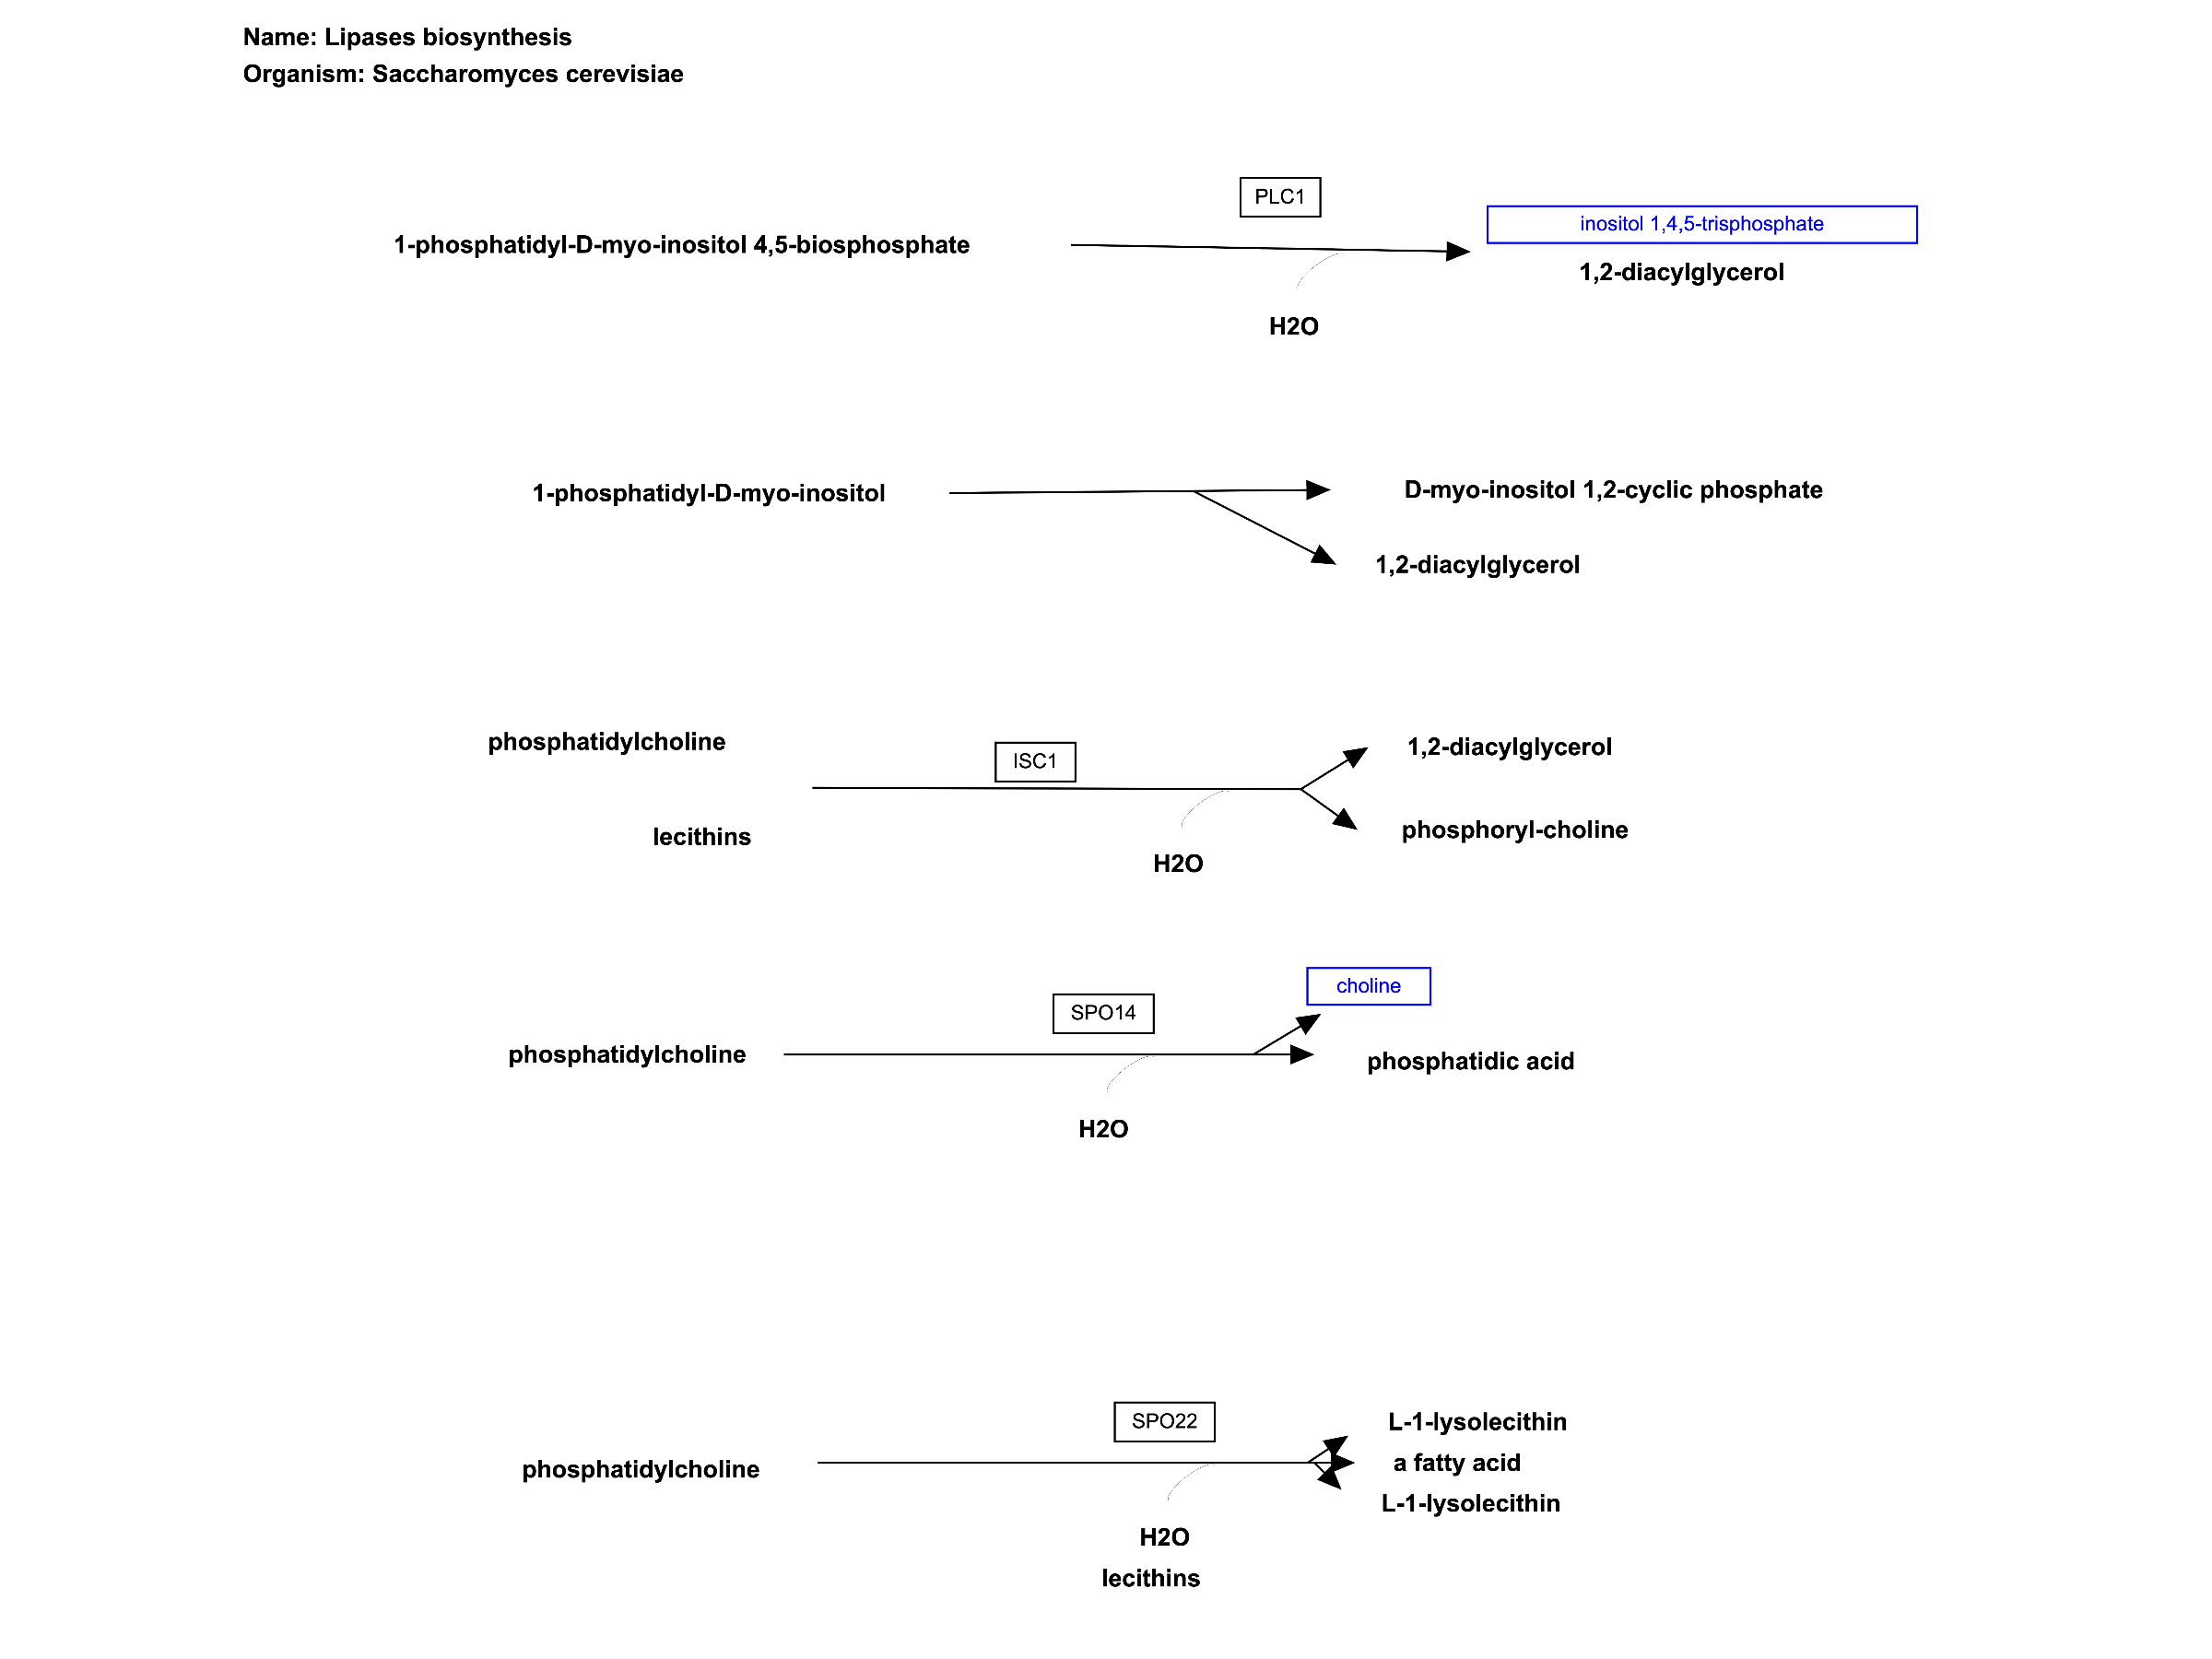 Name: Lipases biosynthesis
Organism: Saccharomyces cerevisiae
PLC1
inositol 1,4,5-trisphosphate
1-phosphatidyl-D-myo-inositol 4,5-biosphosphate
1,2-diacylglycerol
H2O
1-phosphatidyl-D-myo-inositol
D-myo-inositol 1,2-cyclic phosphate
1,2-diacylglycerol
phosphatidylcholine
1,2-diacylglycerol
ISC1
lecithins
phosphoryl-choline
H2O
choline
SPO14
phosphatidylcholine
phosphatidic acid
H2O
SPO22
L-1-lysolecithin
phosphatidylcholine
a fatty acid
L-1-lysolecithin
H2O
lecithins